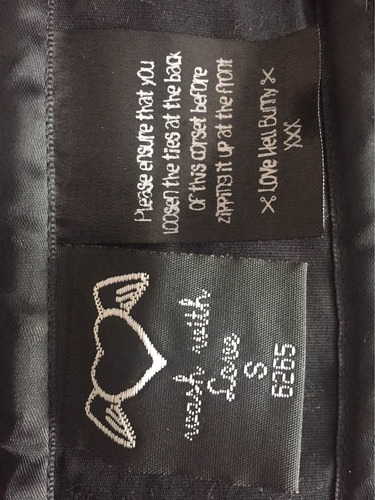 Please ensure that you
loosen the ties at the back
of this corset before
zipping it up at the front
Love Hell Bunny
XXX
wash with
Love
S
6265